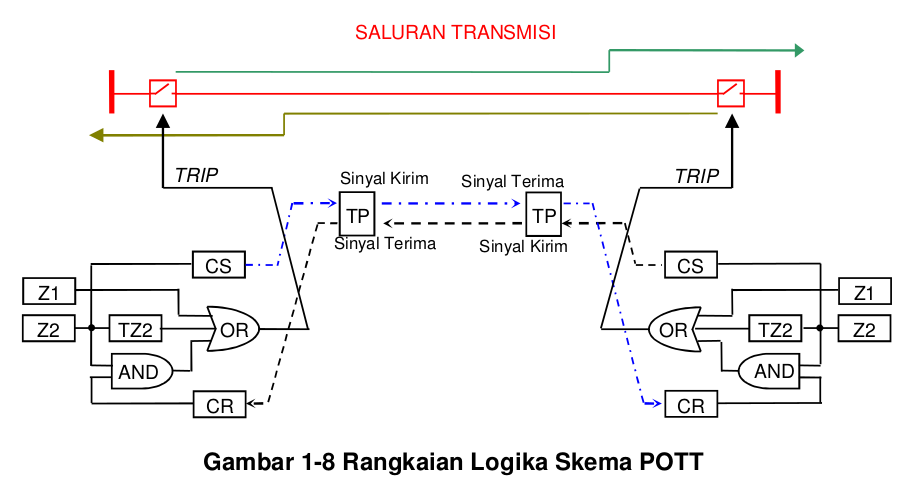 SALURAN TRANSMISI
TRIP
TRIP
Sinyal Kirim
Sinyal Terima
TP
TP
Sinyal Terima
Sinyal Kirim
CS
CS
Z1
Z1
Z2
TZ2
OR
OR
TZ2
Z2
AND
AND
CR
CR
Gambar 1-8 Rangkaian Logika Skema POTT